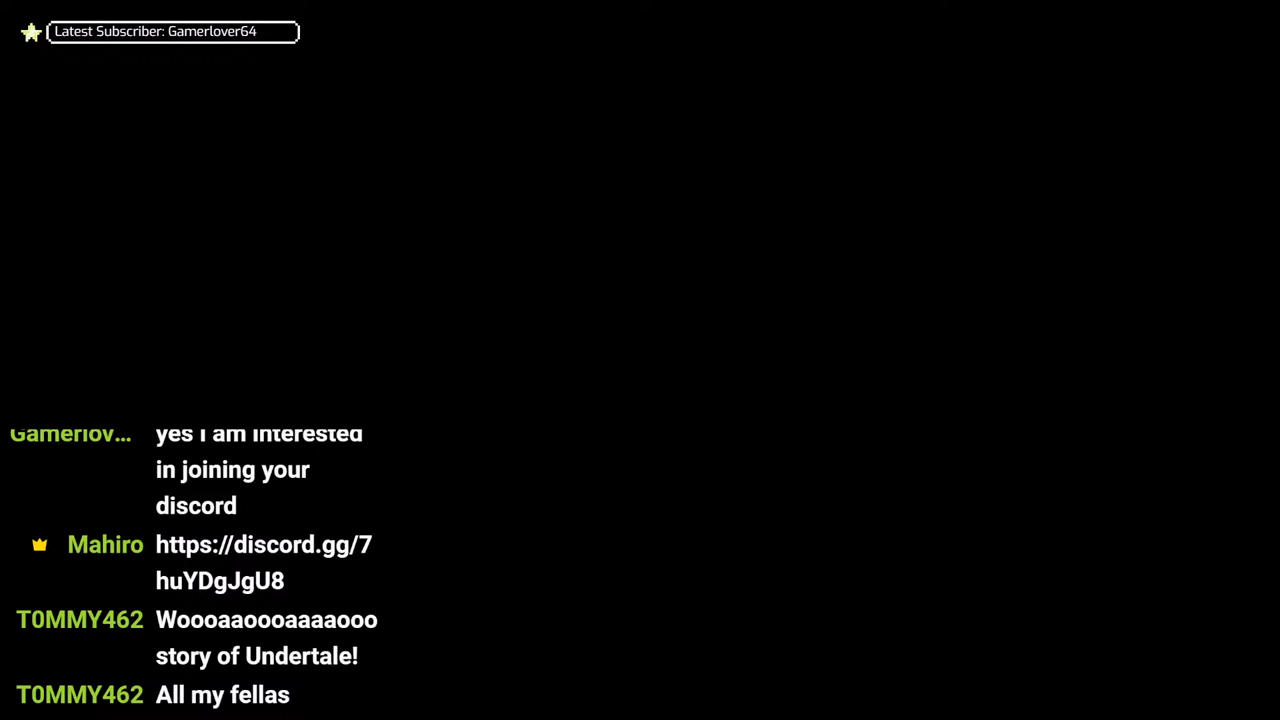 Latest Subscriber: Gamerlover64
Gamerlov... yes I am interested
in joining your
discord
Mahiro https://discord.gg/7
huYDgJgU8
T0MMY462 Woooaaoooaaaaooo
story of Undertale!
T0MMY462 All my fellas